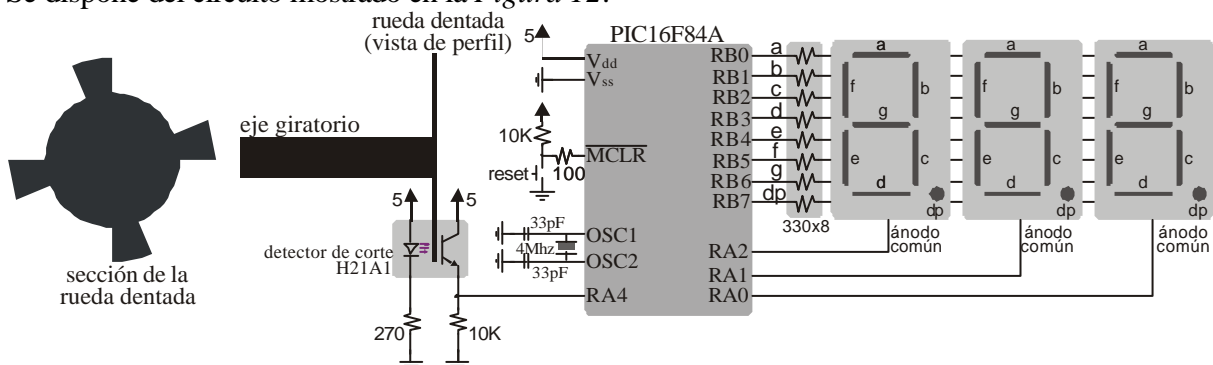 Se dispone del circuito mostrado en la Figura 12:
rueda dentada
(vista de perfil)
eje giratorio
sección de la
rueda dentada
5
5
detector de corte
H21A1
270
10K
5
10K
reset
100
33pF
4Mhz
33pF
PIC16F84A
Vdd
Vss
MCLR
OSC1
OSC2
RA4
RB0
RB1
RB2
RB3
RB4
RB5
RB6
RB7
RA2
RA1
RA0
a
b
c
d
e
f
g
dp
330x8
a
f
b
g
e
c
d
dp
ánodo
común
a
f
b
g
e
c
d
dp
ánodo
común
a
f
b
g
e
c
d
dp
ánodo
común